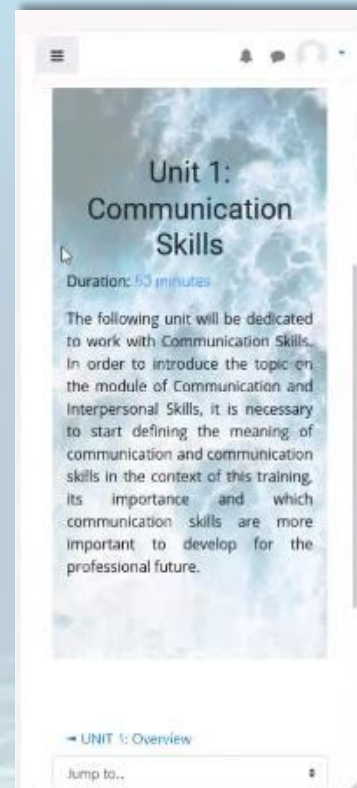 Unit 1:
Communication
Skills
Duration: 53 minutes
The following unit will be dedicated
to work with Communication Skills.
In order to introduce the topic on
the module of Communication and
Interpersonal Skills, it is necessary
to start defining the meaning of
communication and communication
skills in the context of this training,
its importance and which
communication skills are more
important to develop for the
professional future.
◄ UNIT 1: Overview
Jump to...